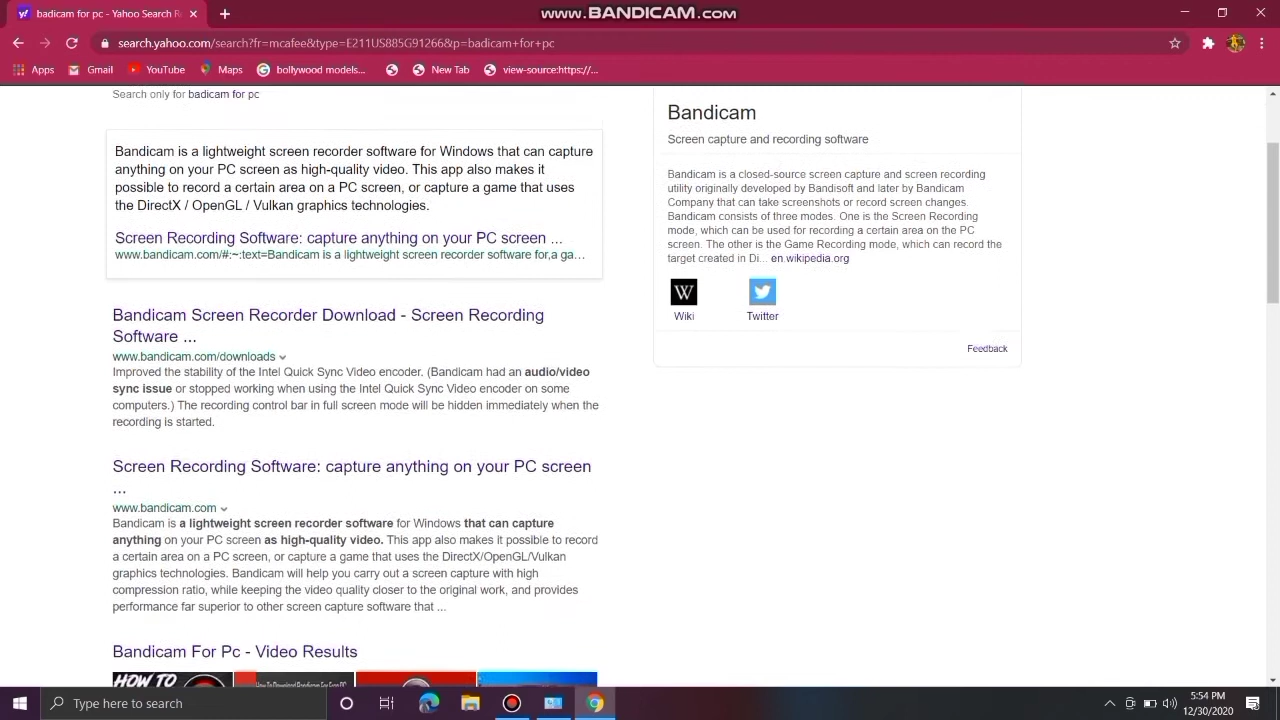 badican for pc - Yahoo Search R
www.BANDICAM.com
search.yahoo.com/search?fr=mcafee&type=E211US885G91266&p=badicam+for+pc
Apps
Gmail
YouTube
Maps
bollywood models...
New Tab
view-source:https://...
Search only for badicam for pc
Bandicam is a lightweight screen recorder software for Windows that can capture
anything on your PC screen as high-quality video. This app also makes it
possible to record a certain area on a PC screen, or capture a game that uses
the DirectX / OpenGL / Vulkan graphics technologies.
Screen Recording Software: capture anything on your PC screen ...
www.bandicam.com/#:~:text=Bandicam is a lightweight screen recorder software for,a ga…
Bandicam Screen Recorder Download - Screen Recording
Software ...
www.bandicam.com/downloads
Improved the stability of the Intel Quick Sync Video encoder. (Bandicam had an audio/video
sync issue or stopped working when using the Intel Quick Sync Video encoder on some
computers.) The recording control bar in full screen mode will be hidden immediately when the
recording is started.
Screen Recording Software: capture anything on your PC screen
...
www.bandicam.com
Bandicam is a lightweight screen recorder software for Windows that can capture
anything on your PC screen as high-quality video. This app also makes it possible to record
a certain area on a PC screen, or capture a game that uses the DirectX/OpenGL/Vulkan
graphics technologies. Bandicam will help you carry out a screen capture with high
compression ratio, while keeping the video quality closer to the original work, and provides
performance far superior to other screen capture software that ...
Bandicam For Pc - Video Results
HOW TO
How To Download Bandicam For Free PC
Bandicam
Screen capture and recording software
Bandicam is a closed-source screen capture and screen recording
utility originally developed by Bandisoft and later by Bandicam
Company that can take screenshots or record screen changes.
Bandicam consists of three modes. One is the Screen Recording
mode, which can be used for recording a certain area on the PC
screen. The other is the Game Recording mode, which can record the
target created in Di... en.wikipedia.org
W
Wiki
Twitter
Feedback
Type here to search
5:54 PM
12/30/2020